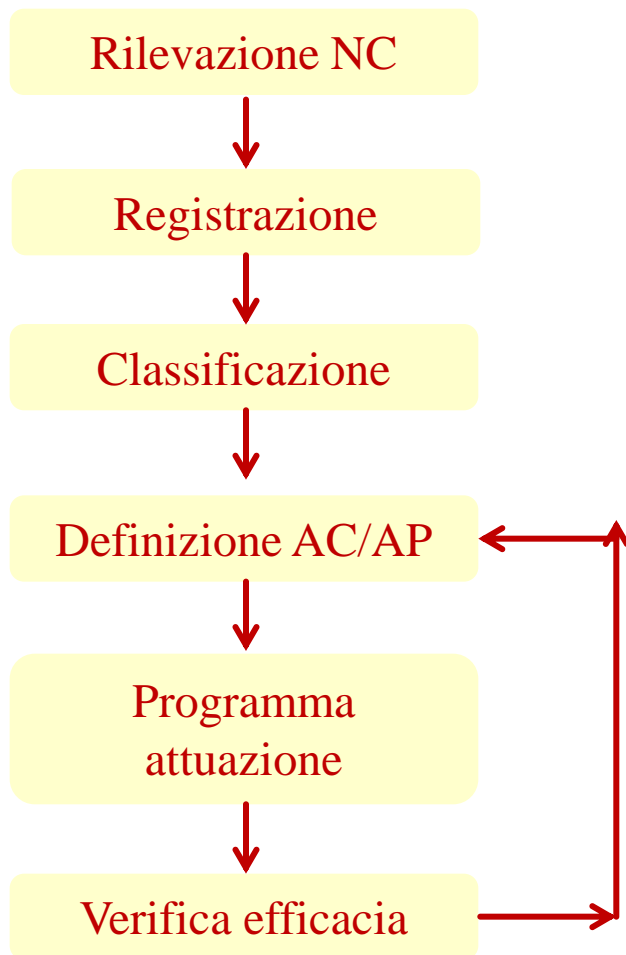 Rilevazione NC
Registrazione
Classificazione
Definizione AC/AP
Programma
attuazione
Verifica efficacia